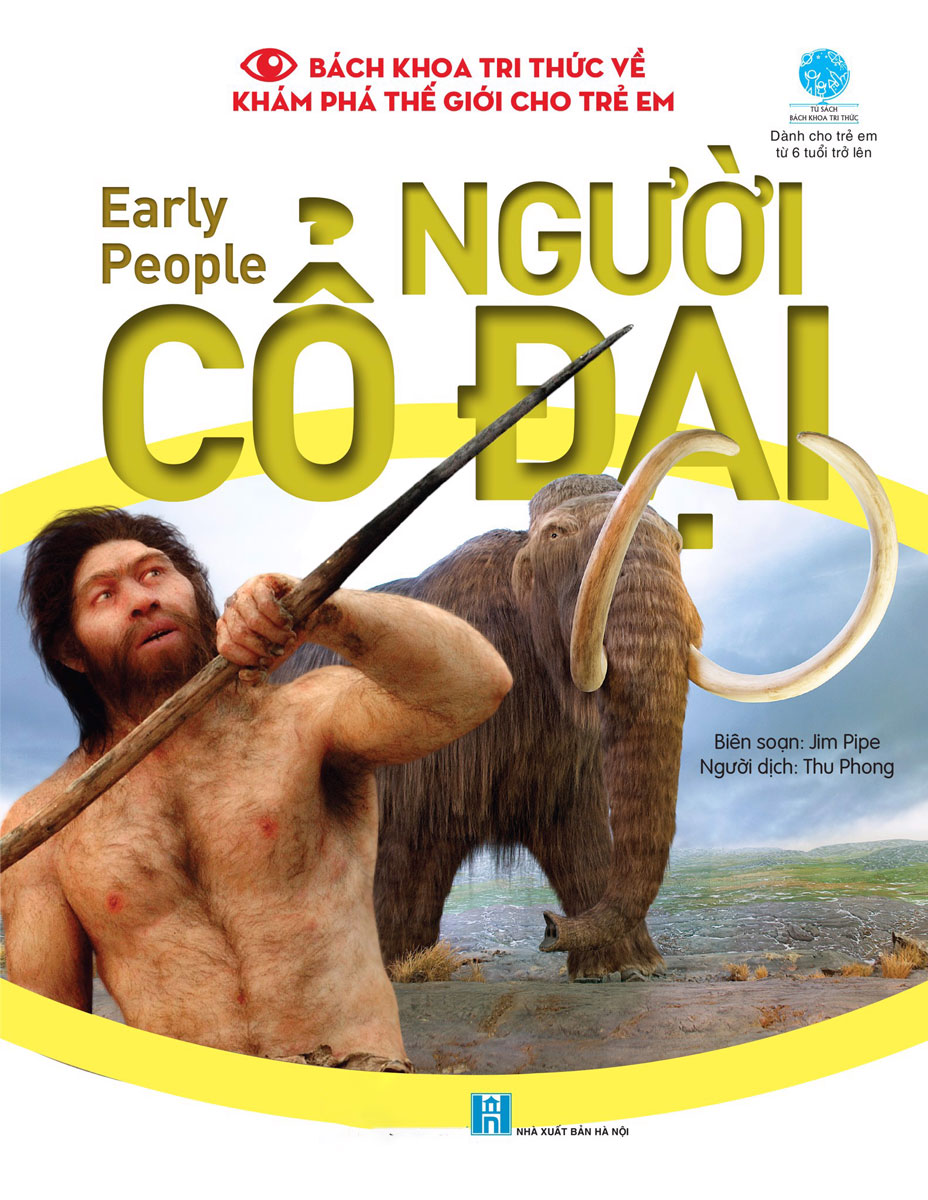 BÁCH KHOA TRI THỨC VỀ
KHÁM PHÁ THẾ GIỚI CHO TRẺ EM
TỦ SÁCH
BÁCH KHOA TRI THỨC
Dành cho trẻ em
từ 6 tuổi trở lên
Early
People
NGƯỜI
CỔ ĐẠI
Biên soạn: Jim Pipe
Người dịch: Thu Phong
NHÀ XUẤT BẢN HÀ NỘI